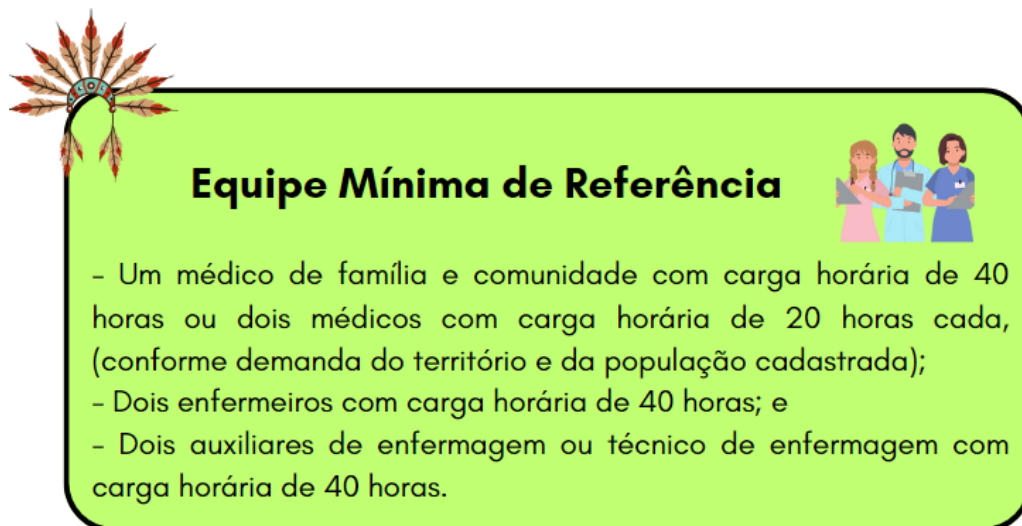 Equipe Mínima de Referência
– Um médico de família e comunidade com carga horária de 40
horas ou dois médicos com carga horária de 20 horas cada,
(conforme demanda do território e da população cadastrada);
– Dois enfermeiros com carga horária de 40 horas; e
– Dois auxiliares de enfermagem ou técnico de enfermagem com
carga horária de 40 horas.